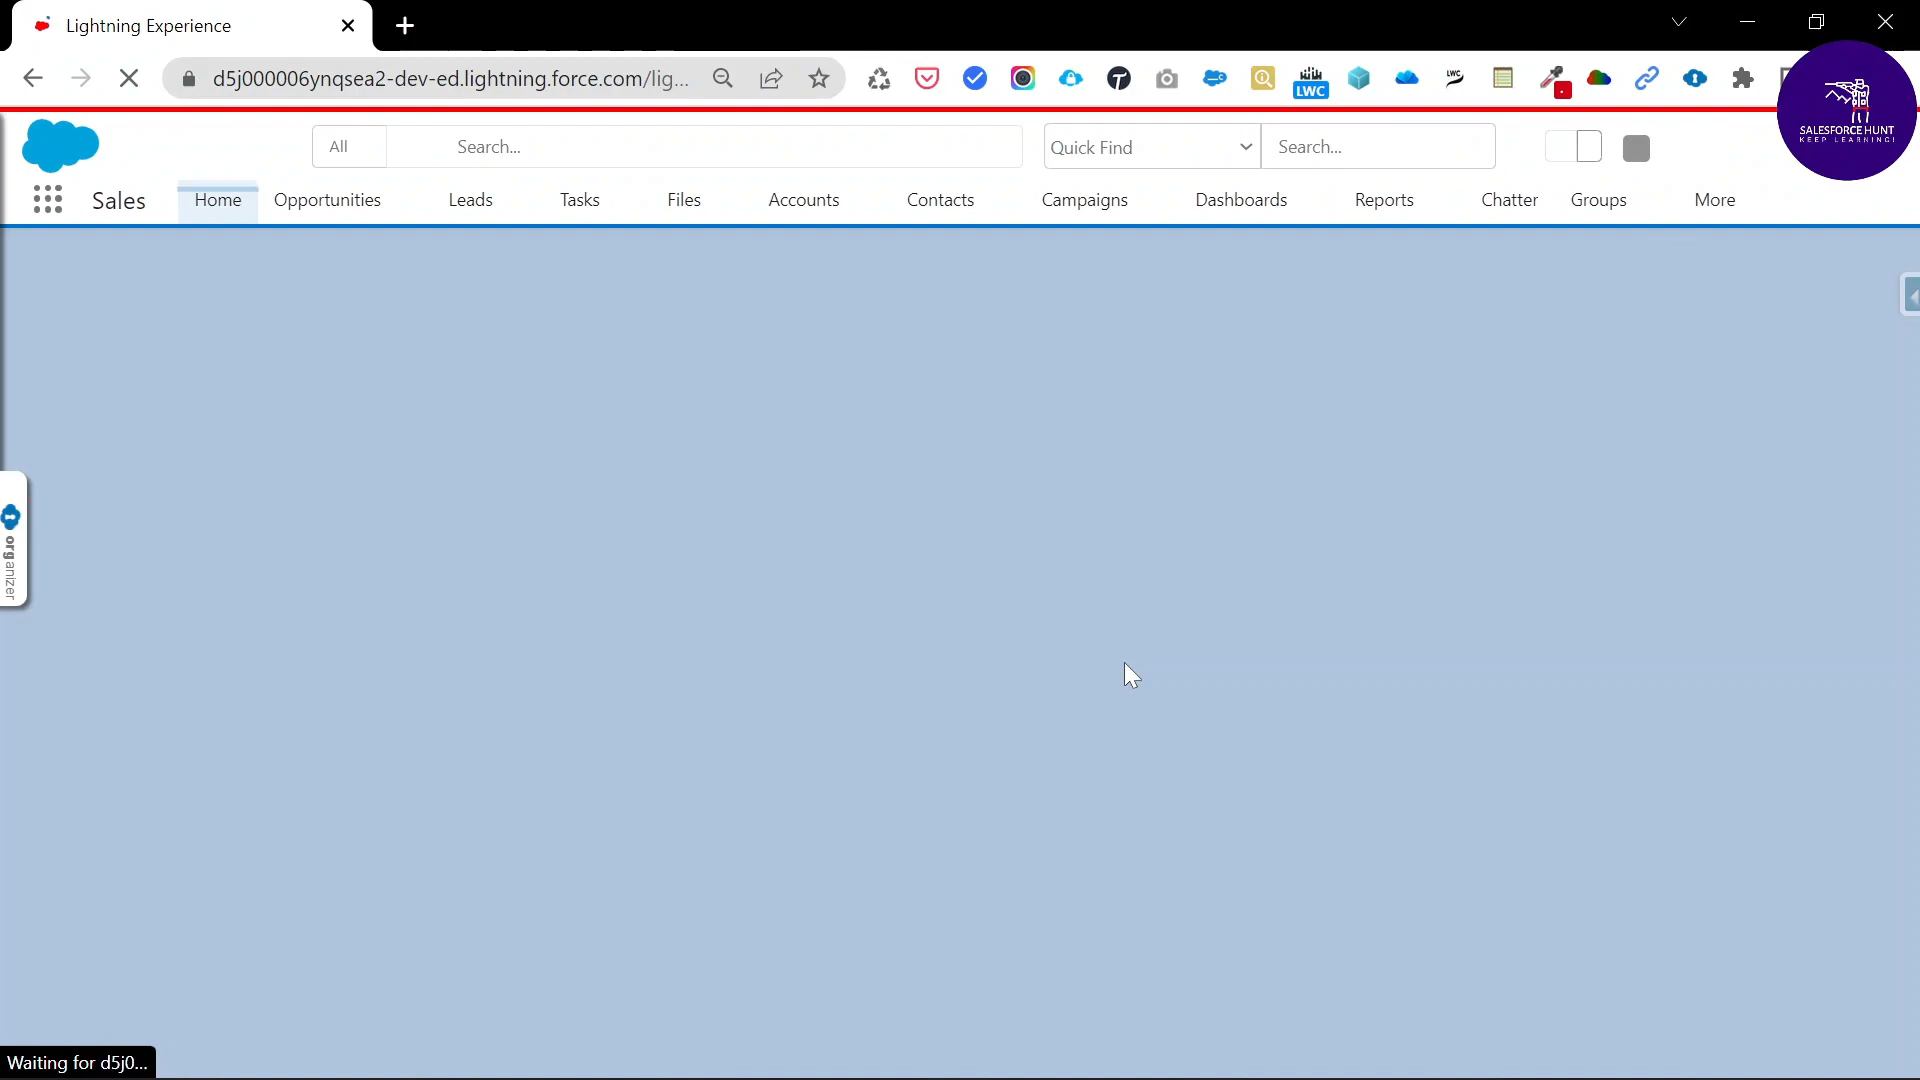 Lightning Experience
d5j000006ynqsea2-dev-ed.lightning.force.com/lig...
LWC
LWC
SALESFORCE HUNT
KEEP LEARNING!
All
Search...
Quick Find
Search...
Sales
Home
Opportunities
Leads
Tasks
Files
Accounts
Contacts
Campaigns
Dashboards
Reports
Chatter
Groups
More
organizer
Waiting for d5j0...